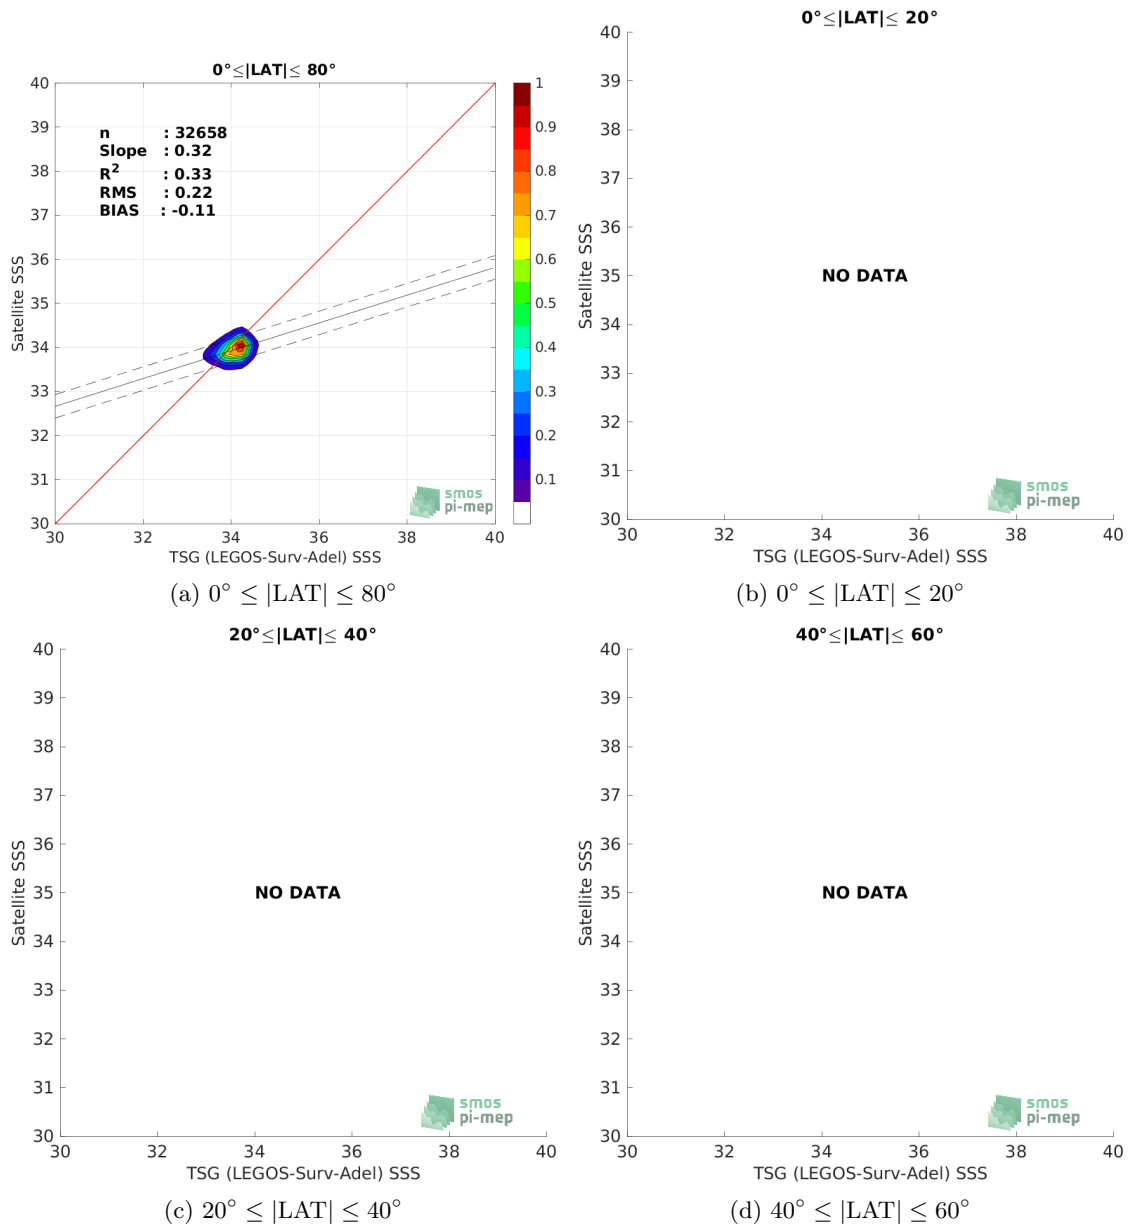 0°≤|LAT|≤ 80°
n : 32658
Slope : 0.32
R² : 0.33
RMS : 0.22
BIAS : -0.11
40
39
38
37
36
35
34
33
32
31
30
Satellite SSS
30 32 34 36 38 40
TSG (LEGOS-Surv-Adel) SSS
1
0.9
0.8
0.7
0.6
0.5
0.4
0.3
0.2
0.1
smos
pi-mep
(a) 0° ≤ |LAT| ≤ 80°
0°≤|LAT|≤ 20°
40
39
38
37
36
35
34
33
32
31
30
Satellite SSS
NO DATA
smos
pi-mep
30 32 34 36 38 40
TSG (LEGOS-Surv-Adel) SSS
(b) 0° ≤ |LAT| ≤ 20°
20°≤|LAT|≤ 40°
40
39
38
37
36
35
34
33
32
31
30
Satellite SSS
NO DATA
smos
pi-mep
30 32 34 36 38 40
TSG (LEGOS-Surv-Adel) SSS
(c) 20° ≤ |LAT| ≤ 40°
40°≤|LAT|≤ 60°
40
39
38
37
36
35
34
33
32
31
30
Satellite SSS
NO DATA
smos
pi-mep
30 32 34 36 38 40
TSG (LEGOS-Surv-Adel) SSS
(d) 40° ≤ |LAT| ≤ 60°